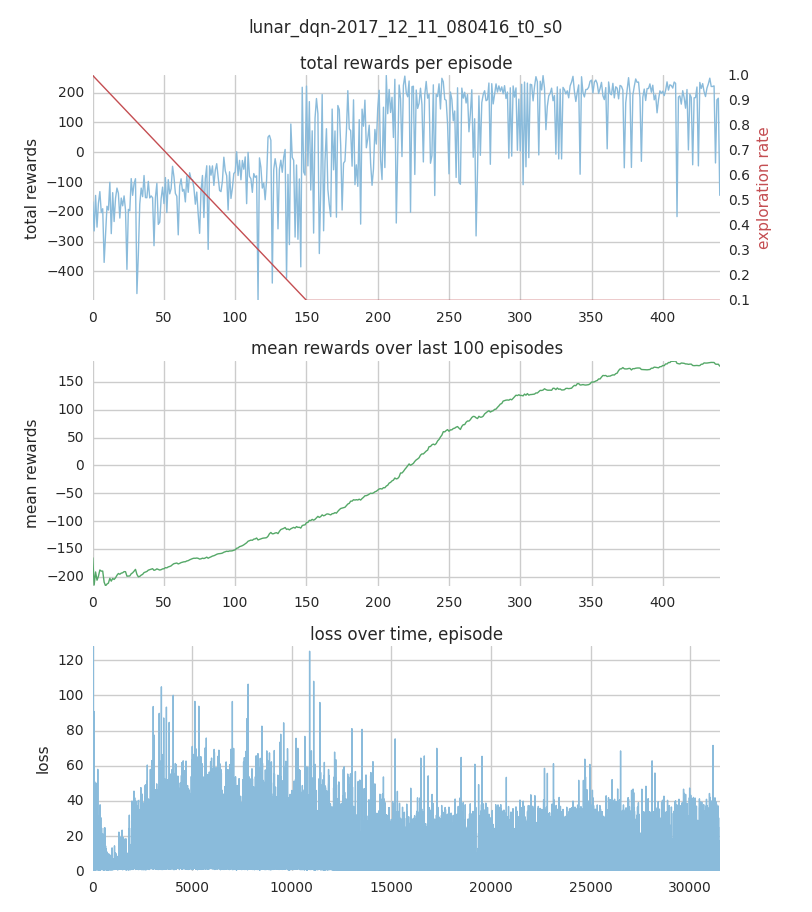 lunar_dqn-2017_12_11_080416_t0_s0
total rewards per episode
total rewards
200
100
0
−100
−200
−300
−400
1.0
0.9
0.8
0.7
0.6
0.5
0.4
0.3
0.2
0.1
exploration rate
0 50 100 150 200 250 300 350 400
mean rewards over last 100 episodes
mean rewards
150
100
50
0
−50
−100
−150
−200
0 50 100 150 200 250 300 350 400
loss over time, episode
loss
120
100
80
60
40
20
0
0 5000 10000 15000 20000 25000 30000